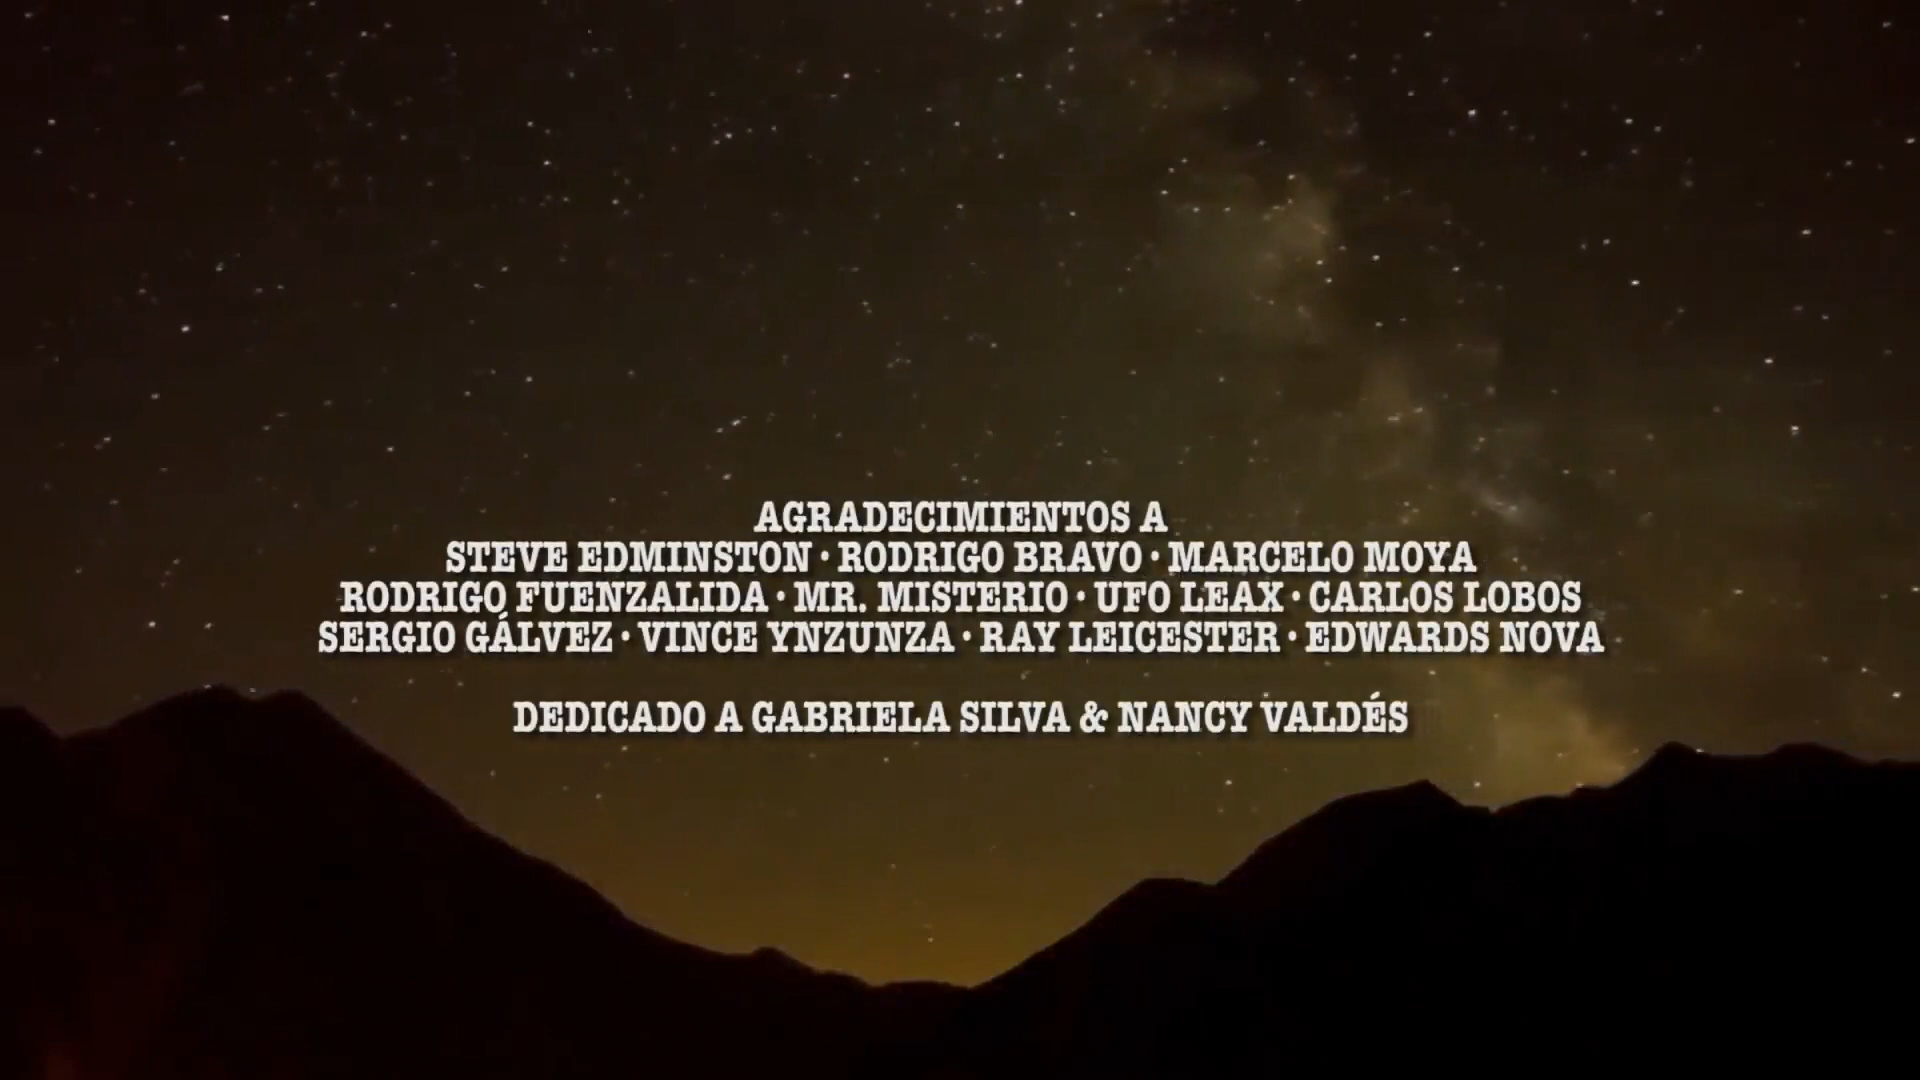 AGRADECIMIENTOS A
STEVE EDMINSTON · RODRIGO BRAVO · MARCELO MOYA
RODRIGO FUENZALIDA · MR. MISTERIO · UFO LEAX · CARLOS LOBOS
SERGIO GÁLVEZ · VINCE YNZUNZA · RAY LEICESTER · EDWARDS NOVA
DEDICADO A GABRIELA SILVA & NANCY VALDÉS